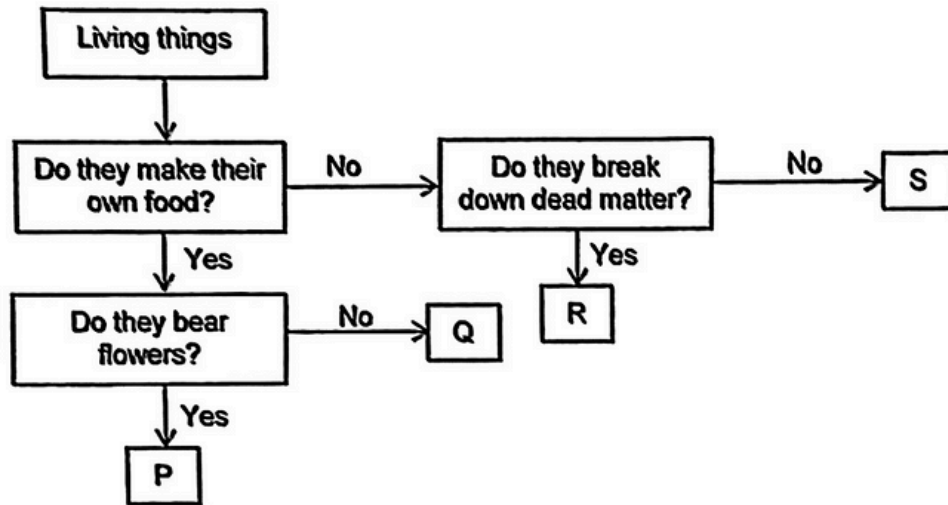 Living things
Do they make their
own food?
No
Do they break
down dead matter?
No
S
Yes
Yes
R
Do they bear
flowers?
No
Q
Yes
P